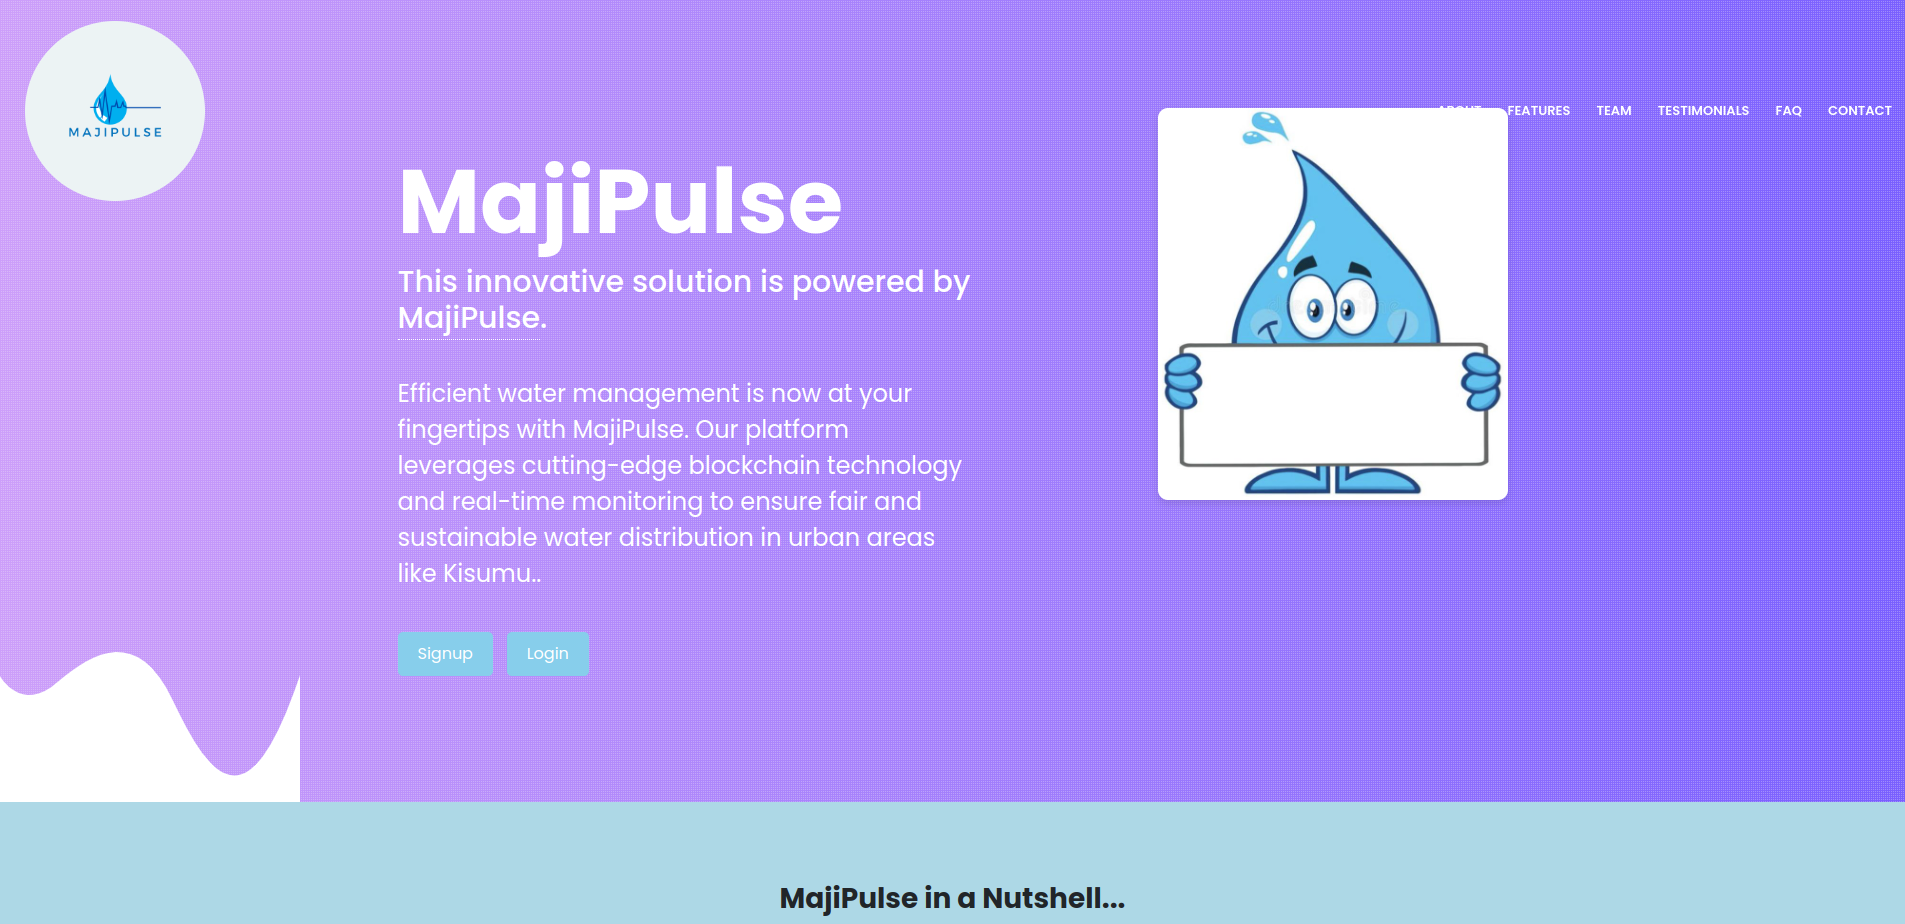 MAJIPULSE
ABOUT FEATURES TEAM TESTIMONIALS FAQ CONTACT
MajiPulse
This innovative solution is powered by
MajiPulse.
Efficient water management is now at your
fingertips with MajiPulse. Our platform
leverages cutting-edge blockchain technology
and real-time monitoring to ensure fair and
sustainable water distribution in urban areas
like Kisumu..
Signup Login
MajiPulse in a Nutshell...